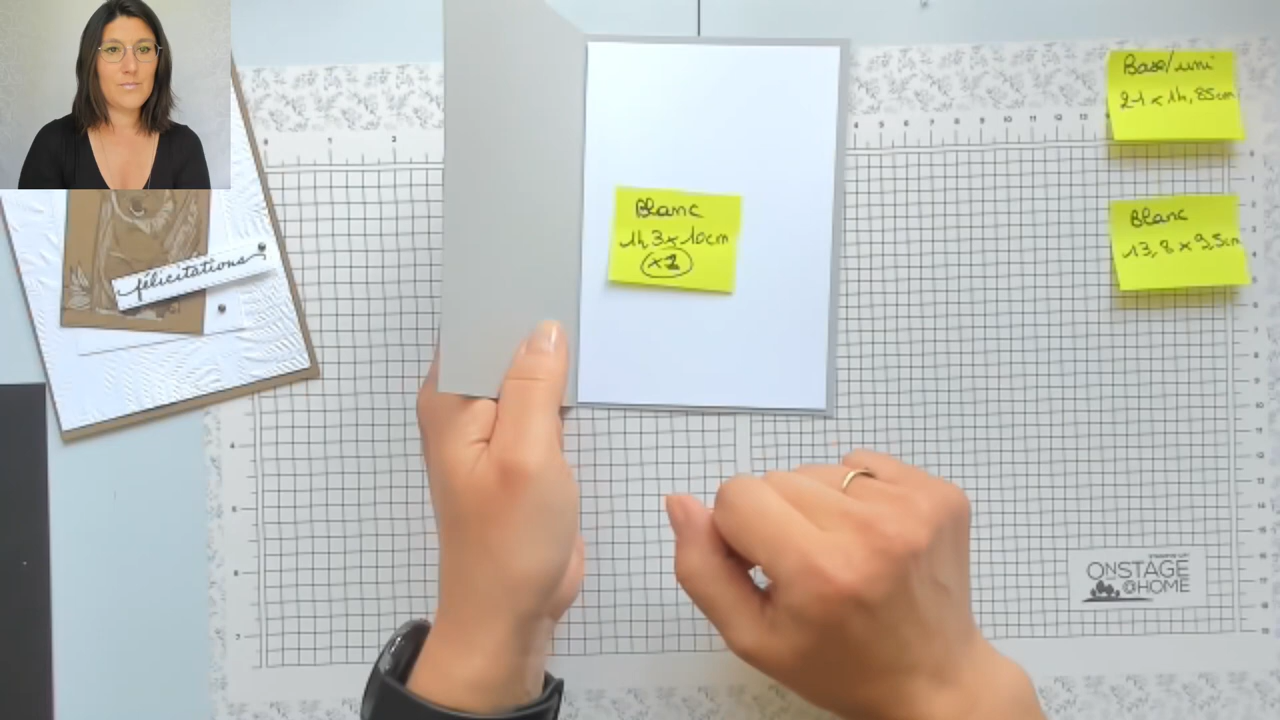 félicitations
Blanc
14,3 x 10cm
x2
Base/uni
21 x 14,85cm
Blanc
13,8 x 9,5cm
ONSTAGE
@HOME